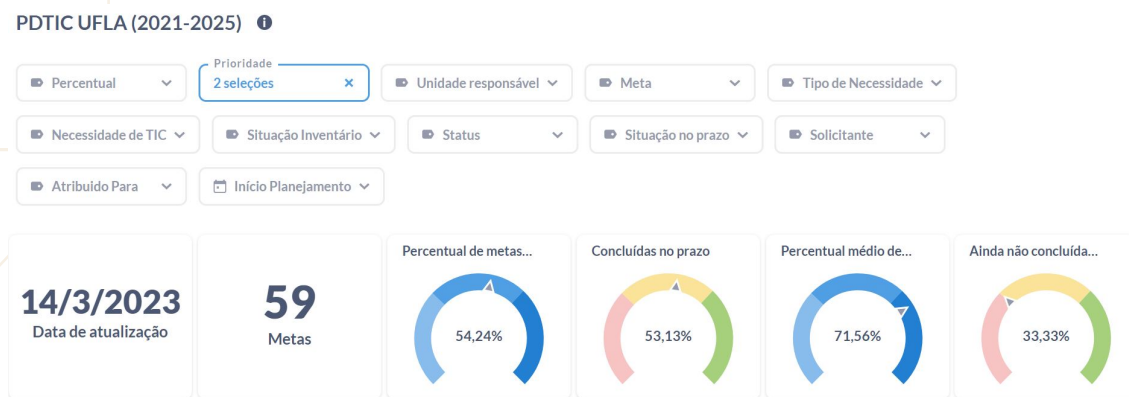 PDTIC UFLA (2021-2025)
Percentual
Prioridade
2 seleções
Unidade responsável
Meta
Tipo de Necessidade
Necessidade de TIC
Situação Inventário
Status
Situação no prazo
Solicitante
Atribuido Para
Início Planejamento
14/3/2023
Data de atualização
59
Metas
Percentual de metas...
54,24%
Concluídas no prazo
53,13%
Percentual médio de...
71,56%
Ainda não concluída...
33,33%